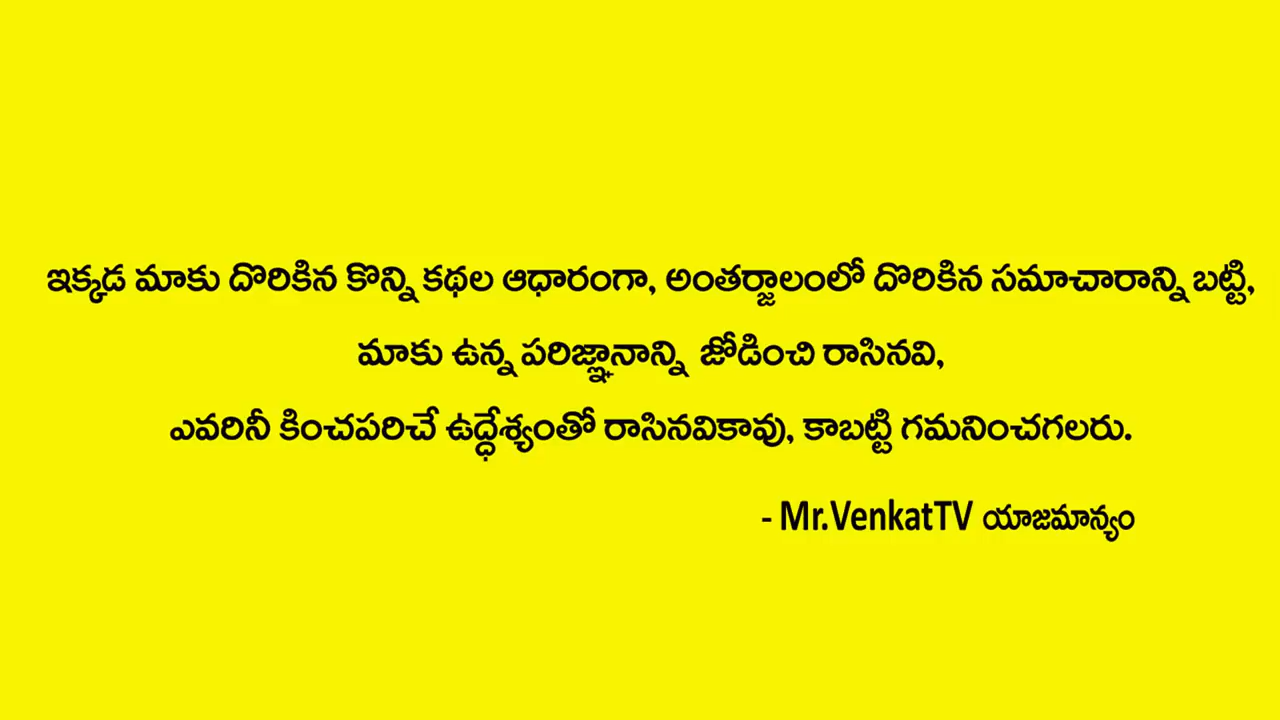 ఇక్కడ మాకు దొరికిన కొన్ని కథల ఆధారంగా, అంతర్జాలంలో దొరికిన సమాచారాన్ని బట్టి,
మాకు ఉన్న పరిజ్ఞానాన్ని జోడించి రాసినవి,
ఎవరినీ కించపరిచే ఉద్ధేశ్యంతో రాసినవికావు, కాబట్టి గమనించగలరు.
- Mr.VenkatTV యాజమాన్యం